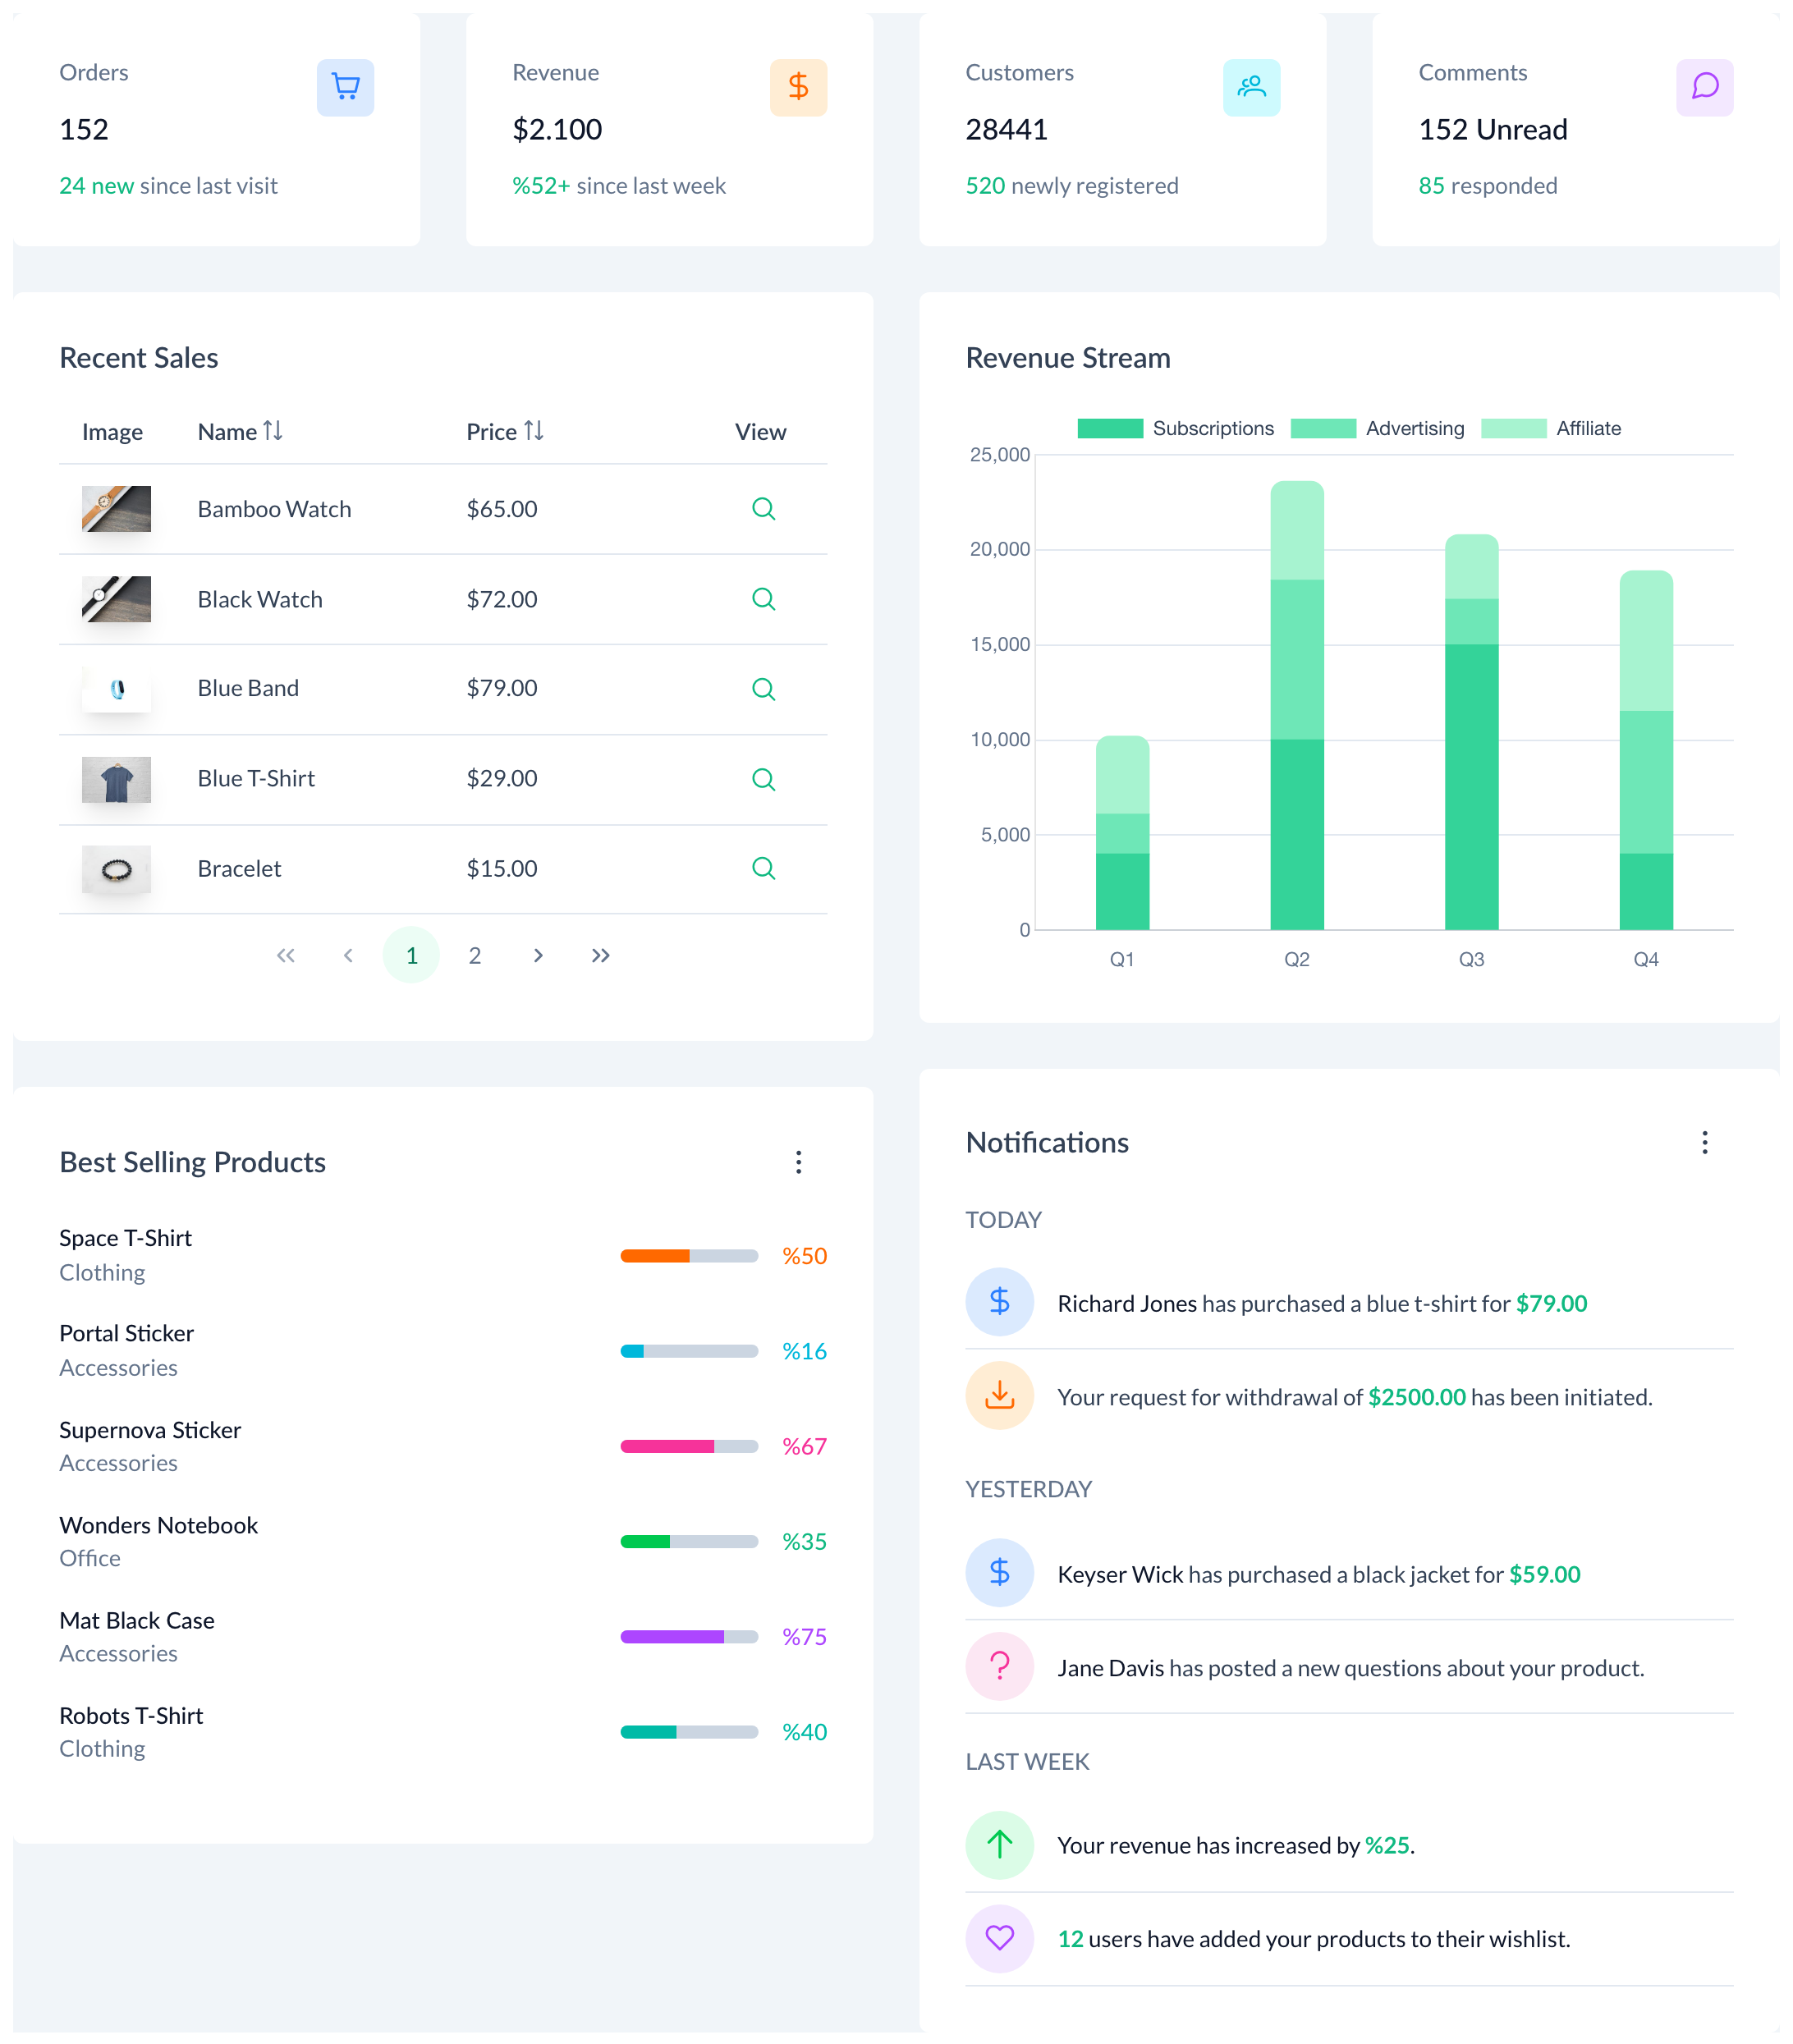 Orders
152
24 new since last visit
Revenue
$2.100
%52+ since last week
Customers
28441
520 newly registered
Comments
152 Unread
85 responded
Recent Sales
Image Name Price View
Bamboo Watch $65.00
Black Watch $72.00
Blue Band $79.00
Blue T-Shirt $29.00
Bracelet $15.00
1 2
Revenue Stream
Subscriptions Advertising Affiliate
25,000
20,000
15,000
10,000
5,000
0
Q1 Q2 Q3 Q4
Best Selling Products
Space T-Shirt
Clothing
%50
Portal Sticker
Accessories
%16
Supernova Sticker
Accessories
%67
Wonders Notebook
Office
%35
Mat Black Case
Accessories
%75
Robots T-Shirt
Clothing
%40
Notifications
TODAY
Richard Jones has purchased a blue t-shirt for $79.00
Your request for withdrawal of $2500.00 has been initiated.
YESTERDAY
Keyser Wick has purchased a black jacket for $59.00
Jane Davis has posted a new questions about your product.
LAST WEEK
Your revenue has increased by %25.
12 users have added your products to their wishlist.